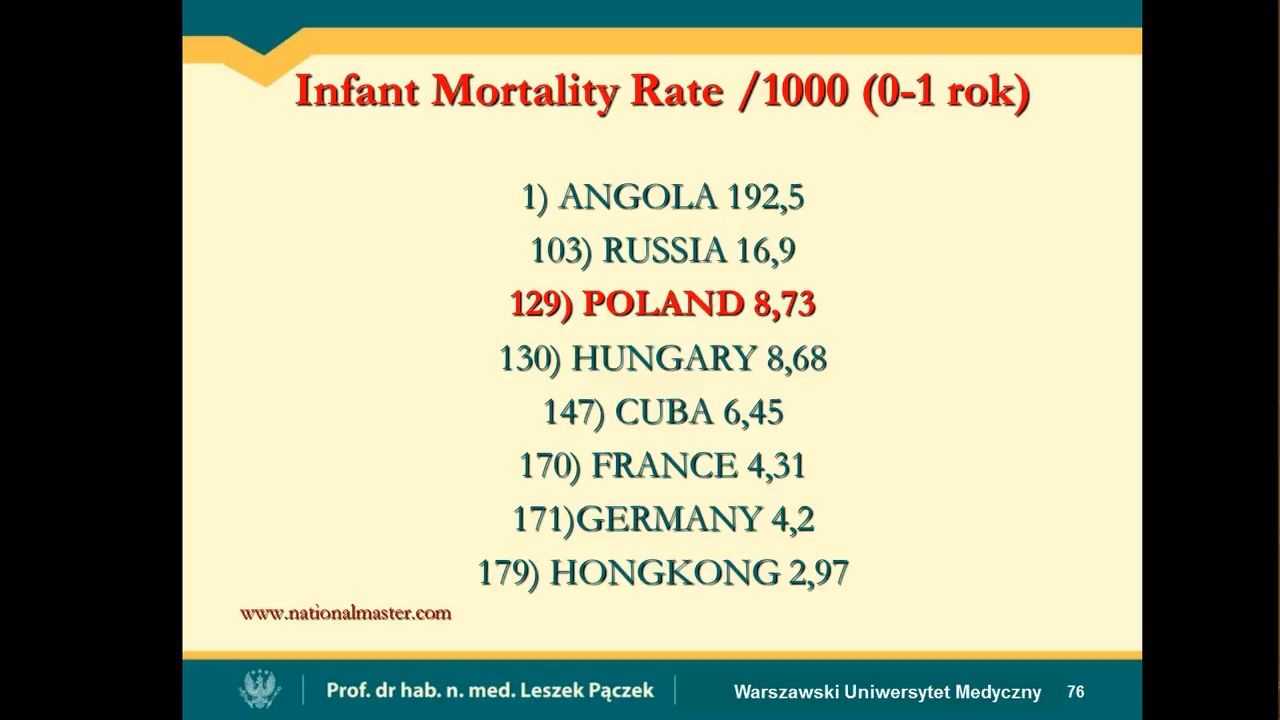 Infant Mortality Rate /1000 (0-1 rok)
1) ANGOLA 192,5
103) RUSSIA 16,9
129) POLAND 8,73
130) HUNGARY 8,68
147) CUBA 6,45
170) FRANCE 4,31
171)GERMANY 4,2
179) HONGKONG 2,97
www.nationalmaster.com
Prof. dr hab. n. med. Leszek Pączek
Warszawski Uniwersytet Medyczny 76